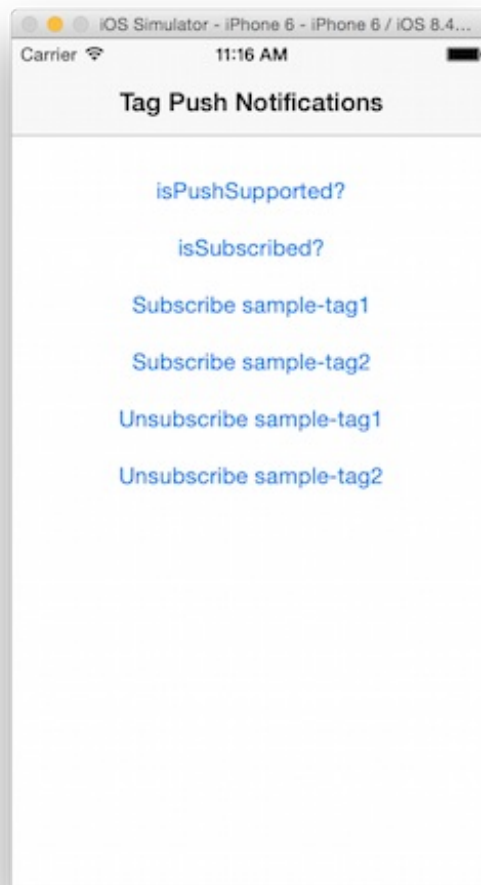 iOS Simulator - iPhone 6 - iPhone 6 / iOS 8.4...
Carrier 11:16 AM
Tag Push Notifications
isPushSupported?
isSubscribed?
Subscribe sample-tag1
Subscribe sample-tag2
Unsubscribe sample-tag1
Unsubscribe sample-tag2